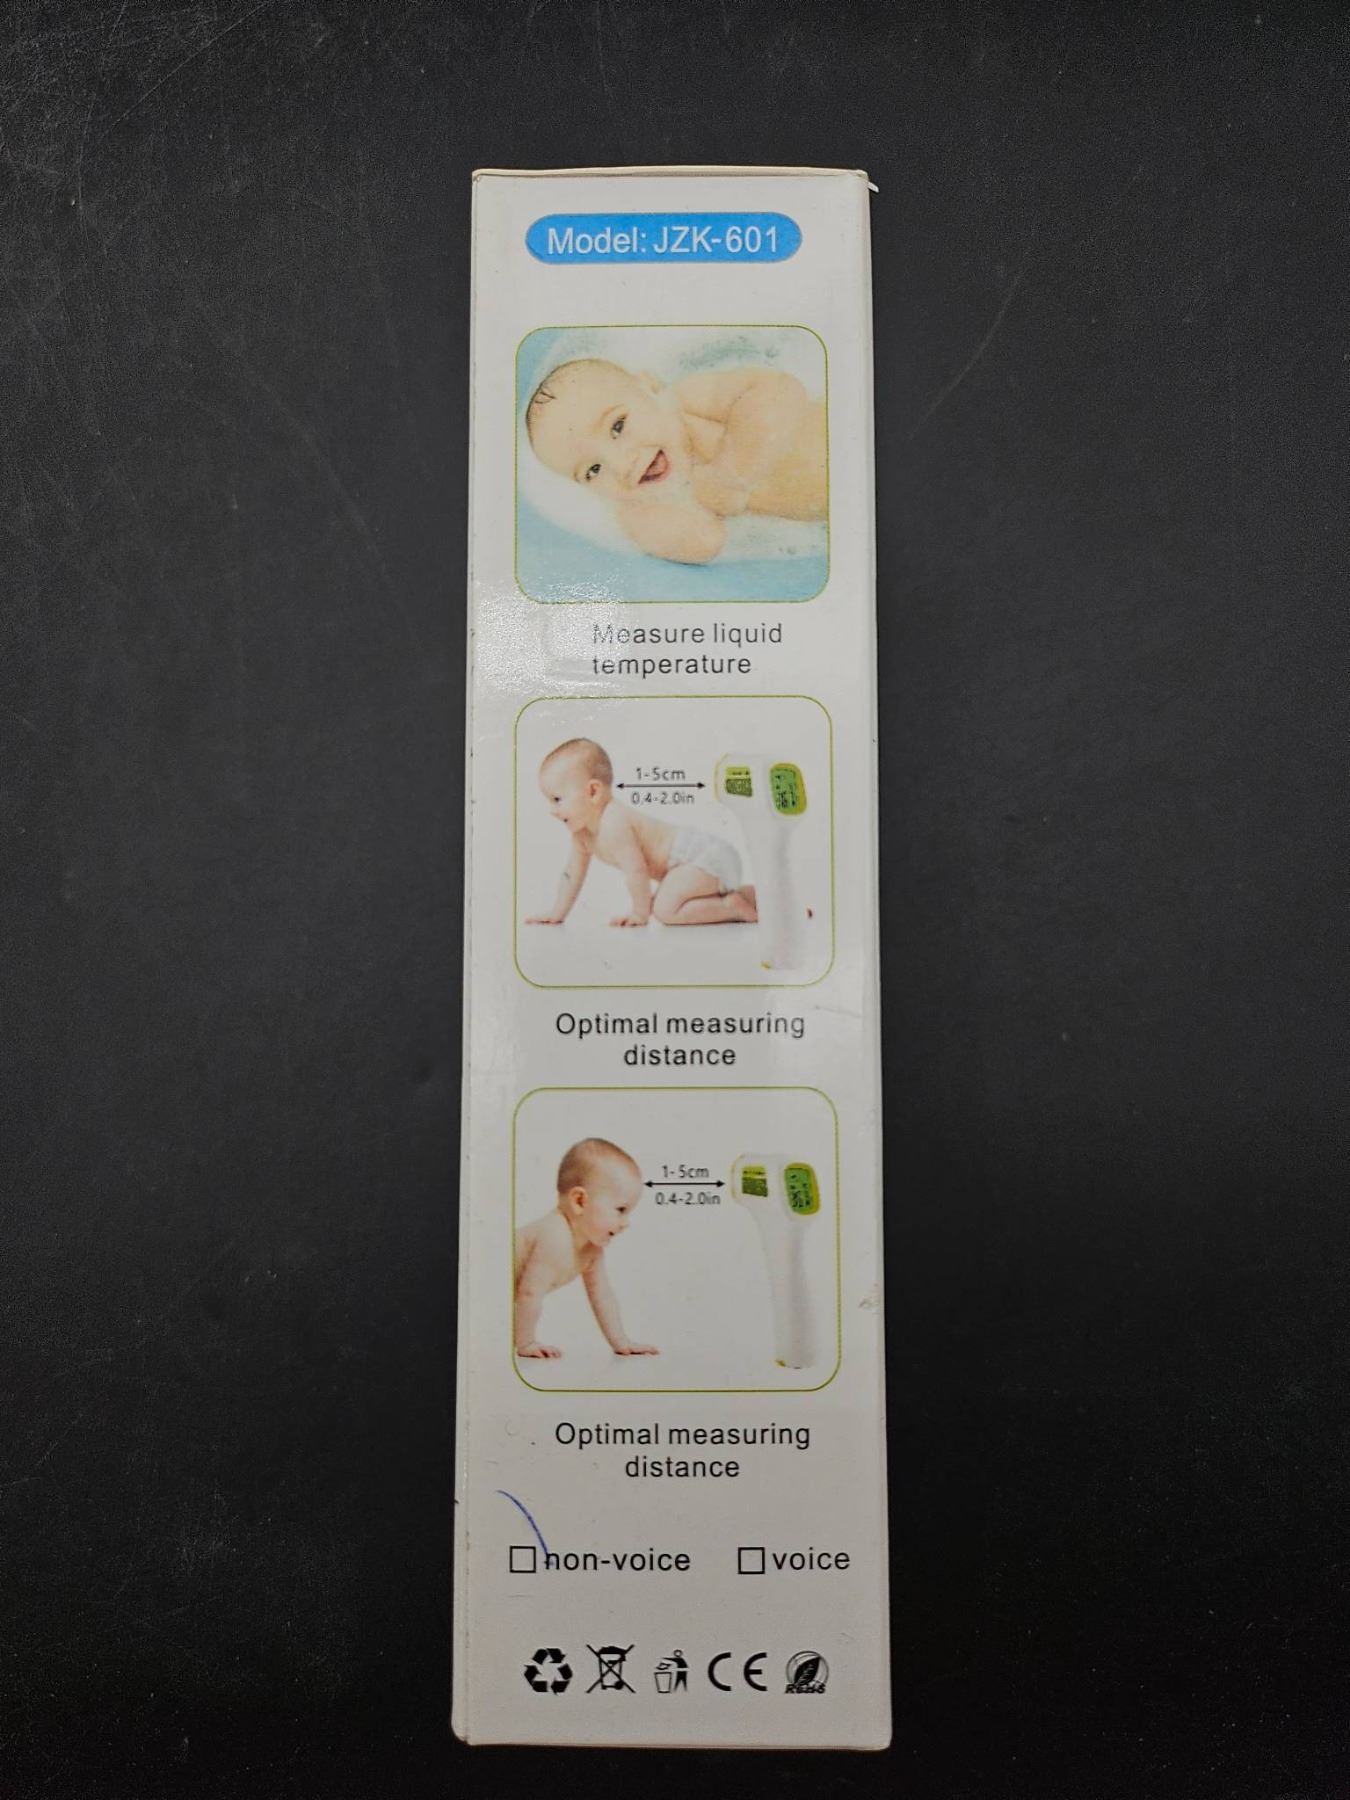 Model: JZK-601
Measure liquid
temperature
1-5cm
0.4-2.0in
Optimal measuring
distance
1-5cm
0.4-2.0in
Optimal measuring
distance
non-voice voice
CE
RoHS